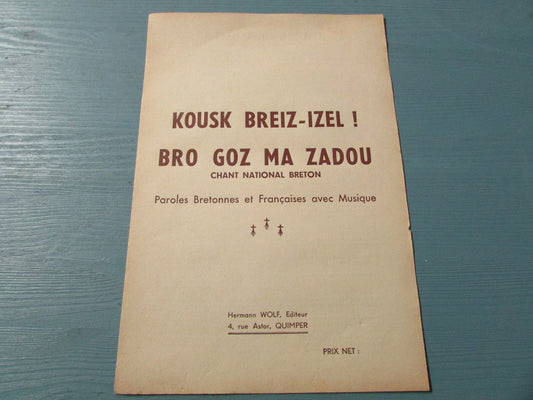 KOUSK BREIZ-IZEL !
BRO GOZ MA ZADOU
CHANT NATIONAL BRETON
Paroles Bretonnes et Françaises avec Musique
Hermann WOLF, Editeur
4, rue Astor, QUIMPER
PRIX NET :